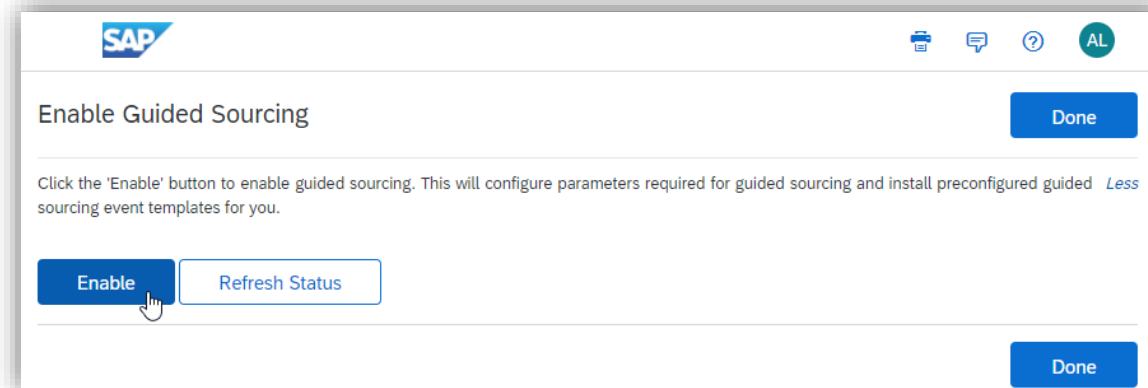 SAP
AL
Enable Guided Sourcing
Done
Click the 'Enable' button to enable guided sourcing. This will configure parameters required for guided sourcing and install preconfigured guided Less
sourcing event templates for you.
Enable
Refresh Status
Done